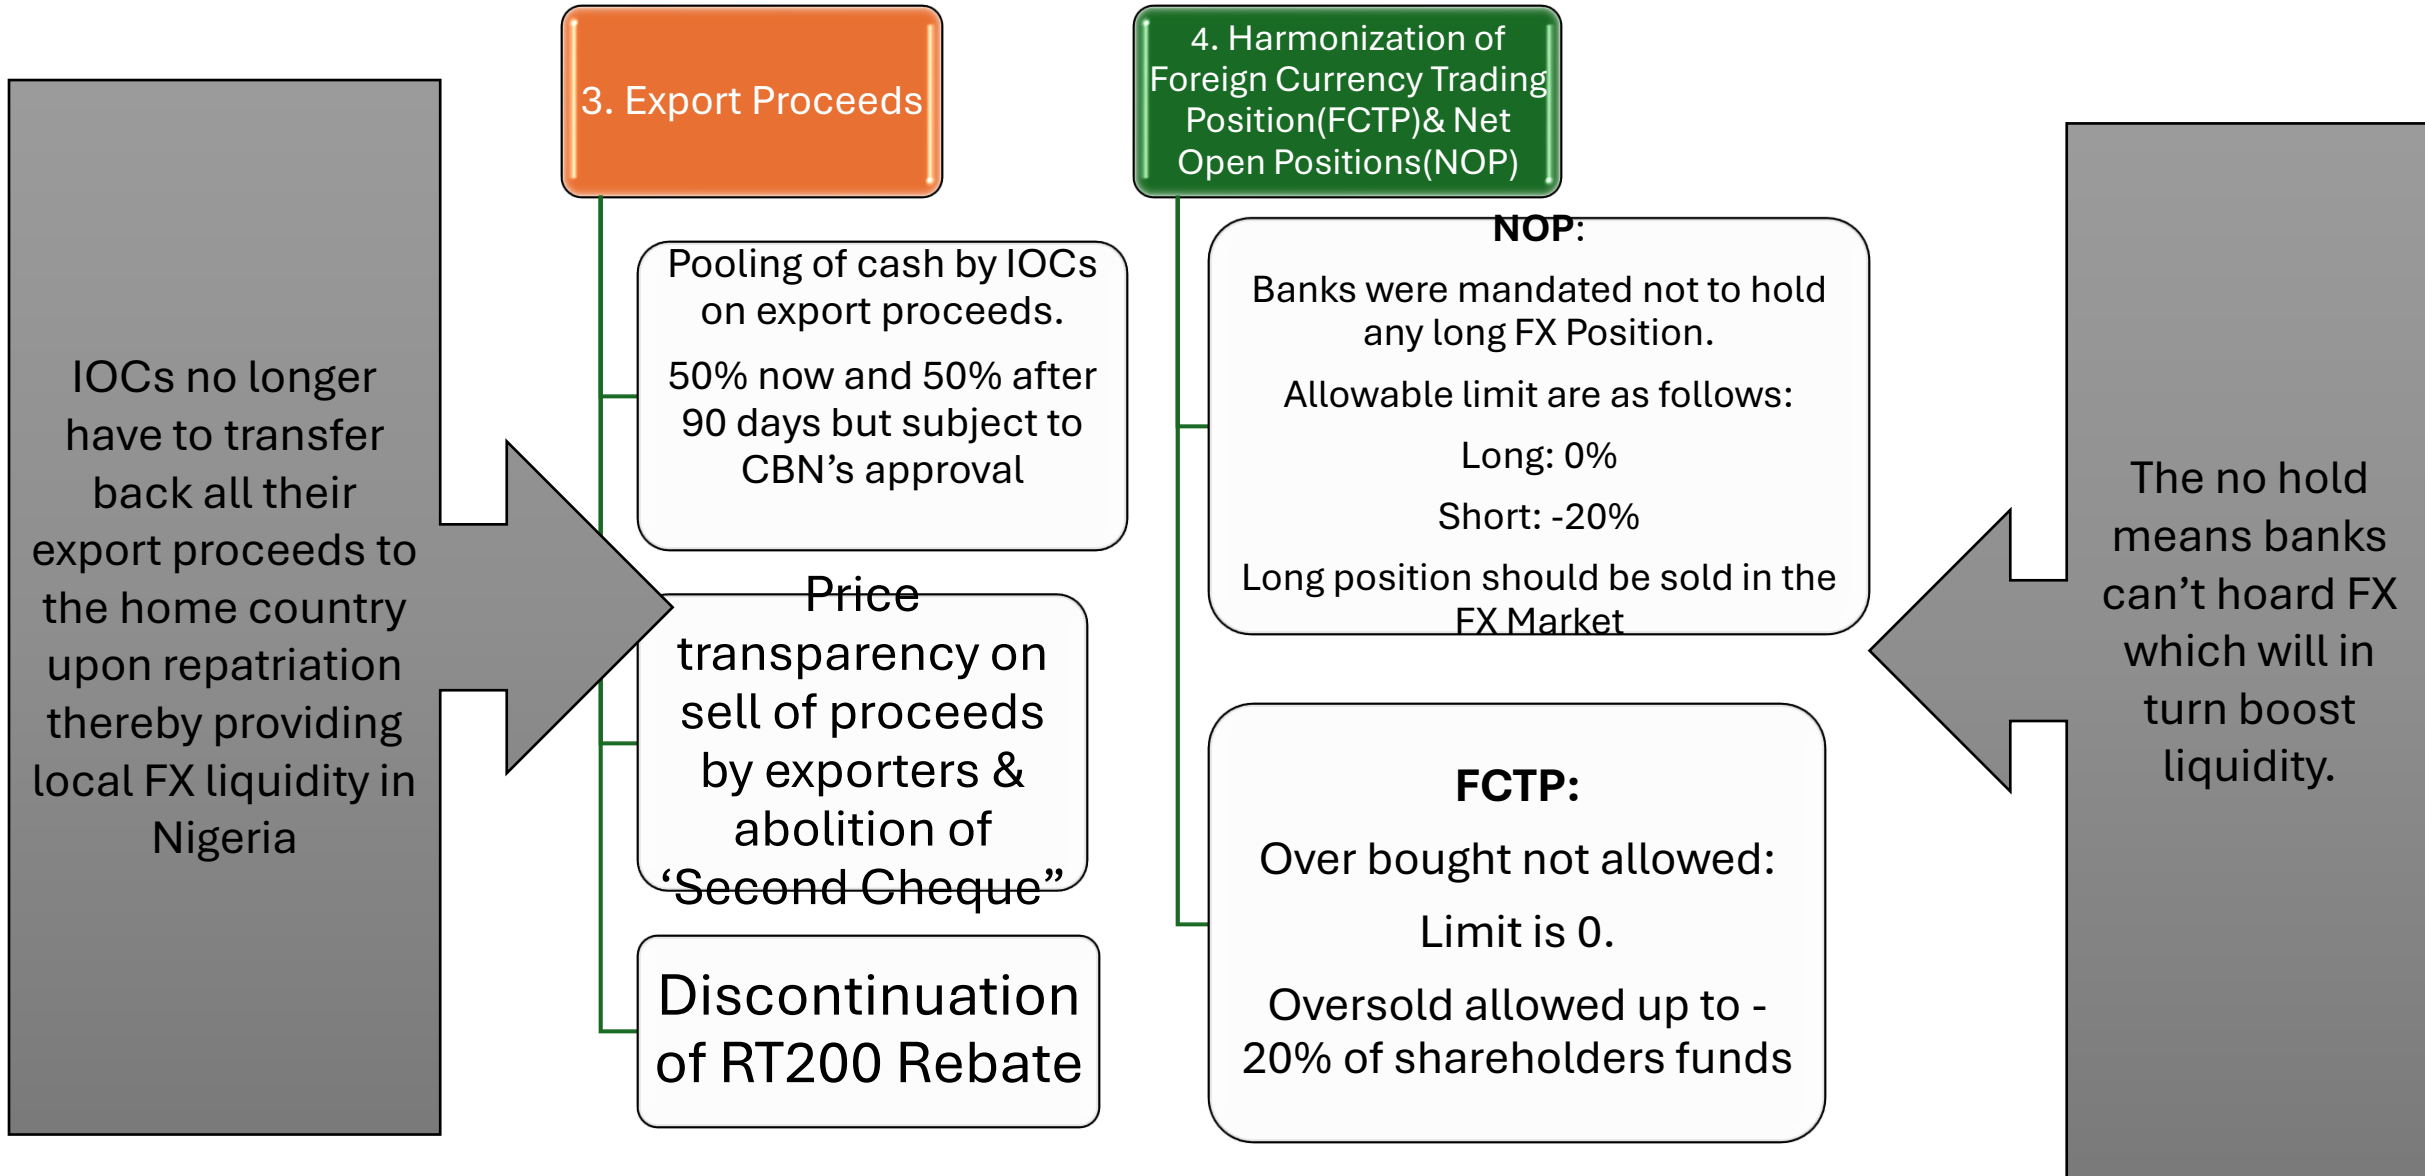 IOCs no longer
have to transfer
back all their
export proceeds to
the home country
upon repatriation
thereby providing
local FX liquidity in
Nigeria
3. Export Proceeds
Pooling of cash by IOCs
on export proceeds.
50% now and 50% after
90 days but subject to
CBN’s approval
Price
transparency on
sell of proceeds
by exporters &
abolition of
‘Second Cheque”
Discontinuation
of RT200 Rebate
4. Harmonization of
Foreign Currency Trading
Position(FCTP)& Net
Open Positions(NOP)
NOP:
Banks were mandated not to hold
any long FX Position.
Allowable limit are as follows:
Long: 0%
Short: -20%
Long position should be sold in the
FX Market
FCTP:
Over bought not allowed:
Limit is 0.
Oversold allowed up to -
20% of shareholders funds
The no hold
means banks
can’t hoard FX
which will in
turn boost
liquidity.